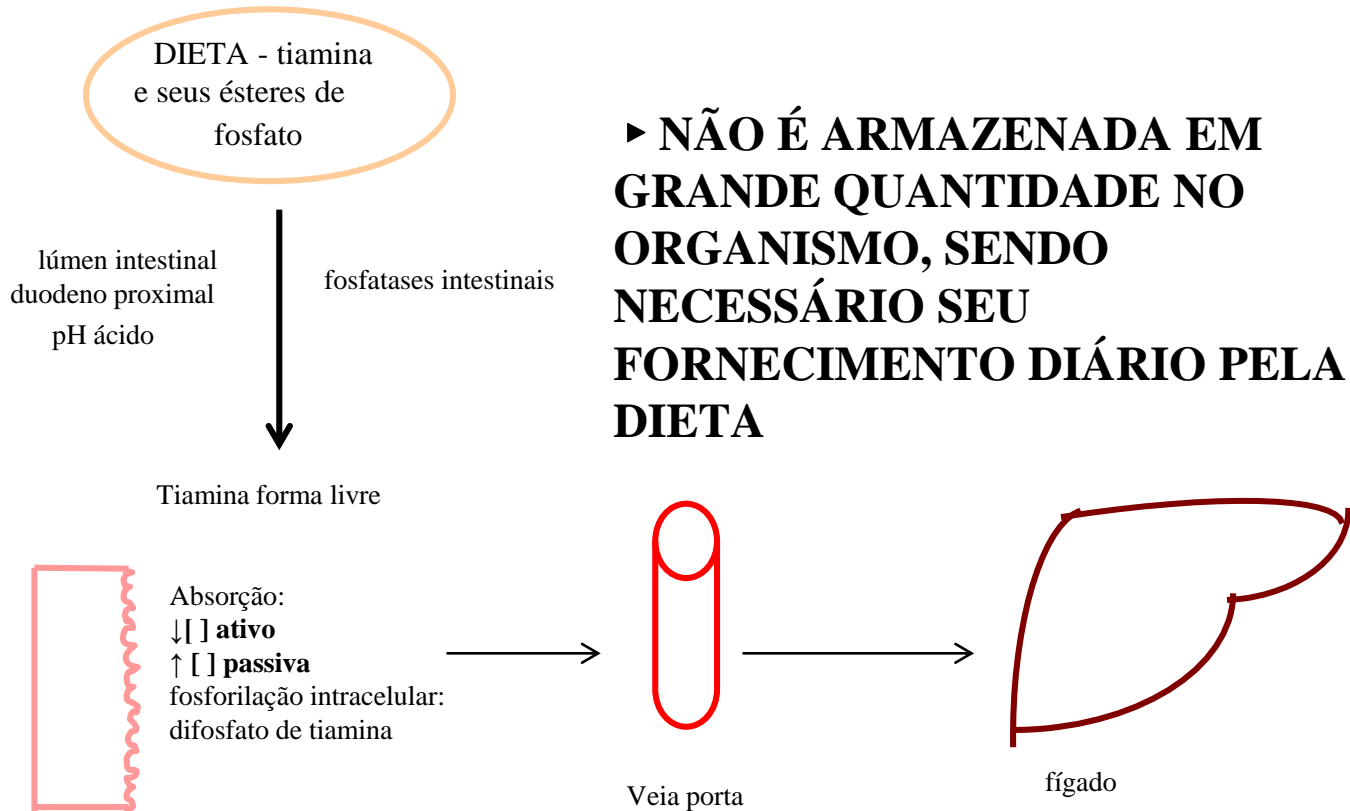 DIETA - tiamina
e seus ésteres de
fosfato
▸ NÃO É ARMAZENADA EM
GRANDE QUANTIDADE NO
ORGANISMO, SENDO
NECESSÁRIO SEU
FORNECIMENTO DIÁRIO PELA
DIETA
lúmen intestinal
duodeno proximal
pH ácido
fosfatases intestinais
Tiamina forma livre
Absorção:
↓[ ] ativo
↑ [ ] passiva
fosforilação intracelular:
difosfato de tiamina
Veia porta
fígado